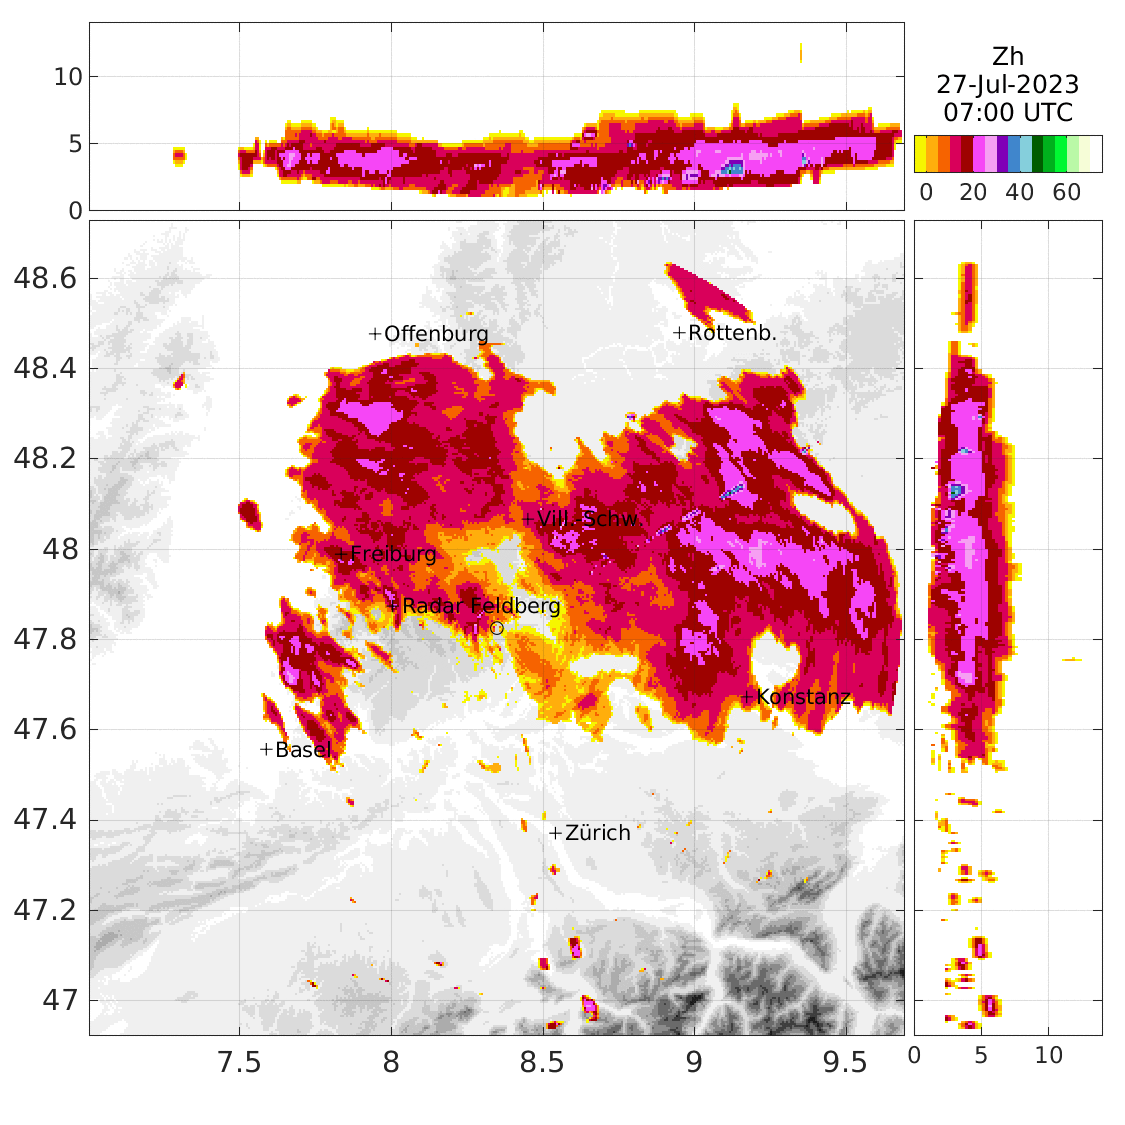 Zh
27-Jul-2023
07:00 UTC
10
5
0
0 20 40 60
48.6
+Offenburg +Rottenb.
48.4
48.2
+Vill.-Schw.
48
+Freiburg
+Radar Feldberg
47.8
+Konstanz
47.6
+Basel
47.4
+Zürich
47.2
47
7.5 8 8.5 9 9.5
0 5 10